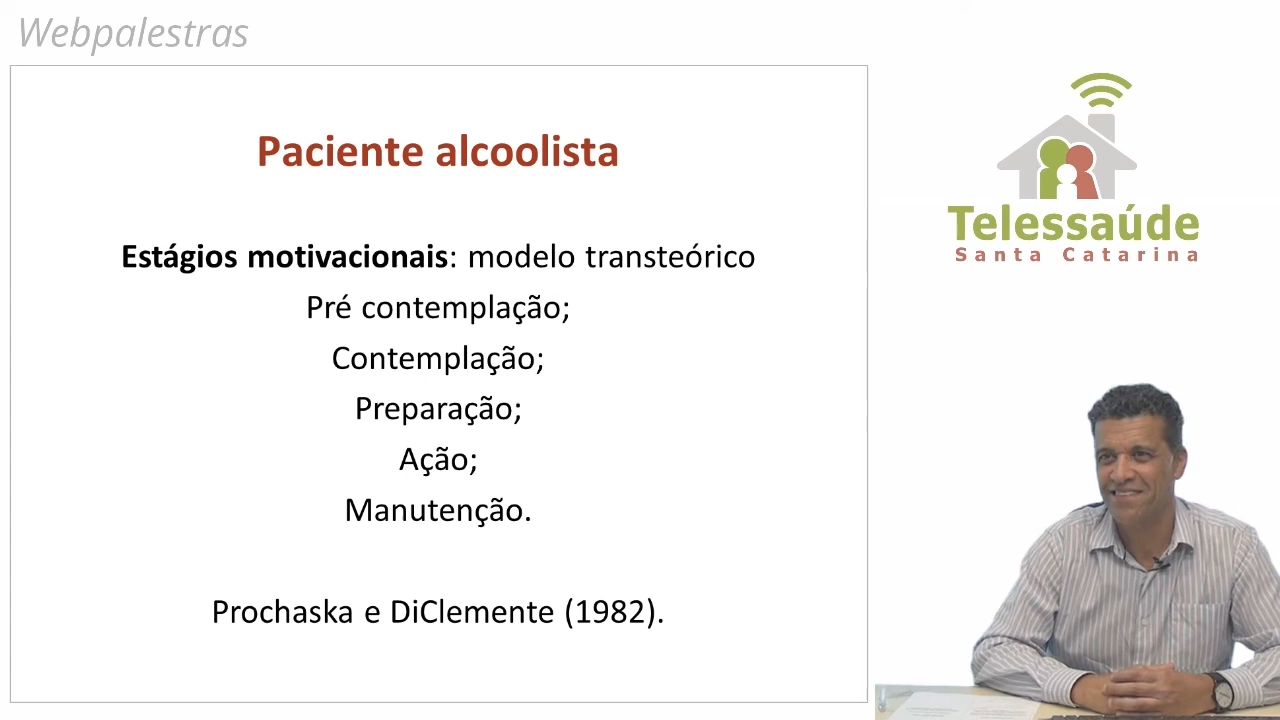 Webpalestras
Paciente alcoolista
Estágios motivacionais: modelo transteórico
Pré contemplação;
Contemplação;
Preparação;
Ação;
Manutenção.
Prochaska e DiClemente (1982).
Telessaúde
Santa Catarina